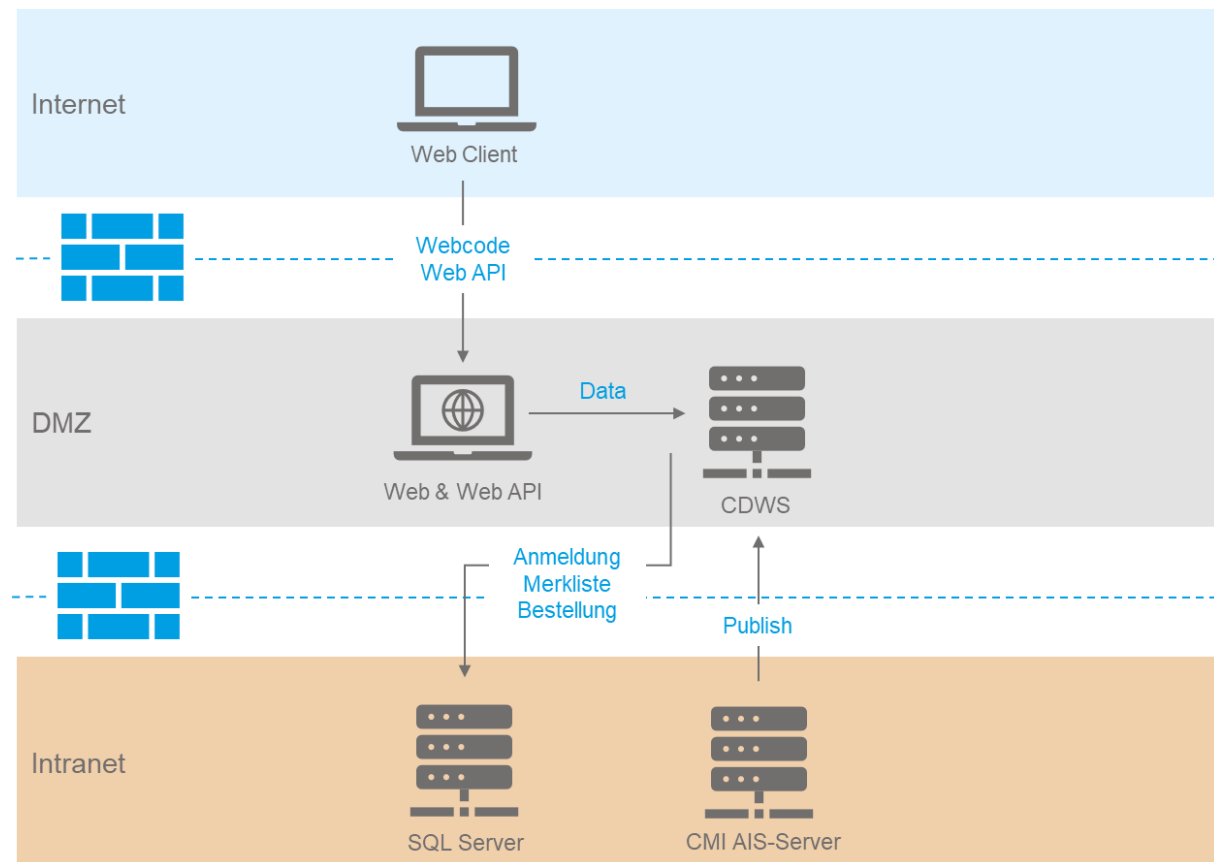 Internet
Web Client
Webcode
Web API
DMZ
Data
Web & Web API
CDWS
Anmeldung
Merkliste
Bestellung
Publish
Intranet
SQL Server
CMI AIS-Server